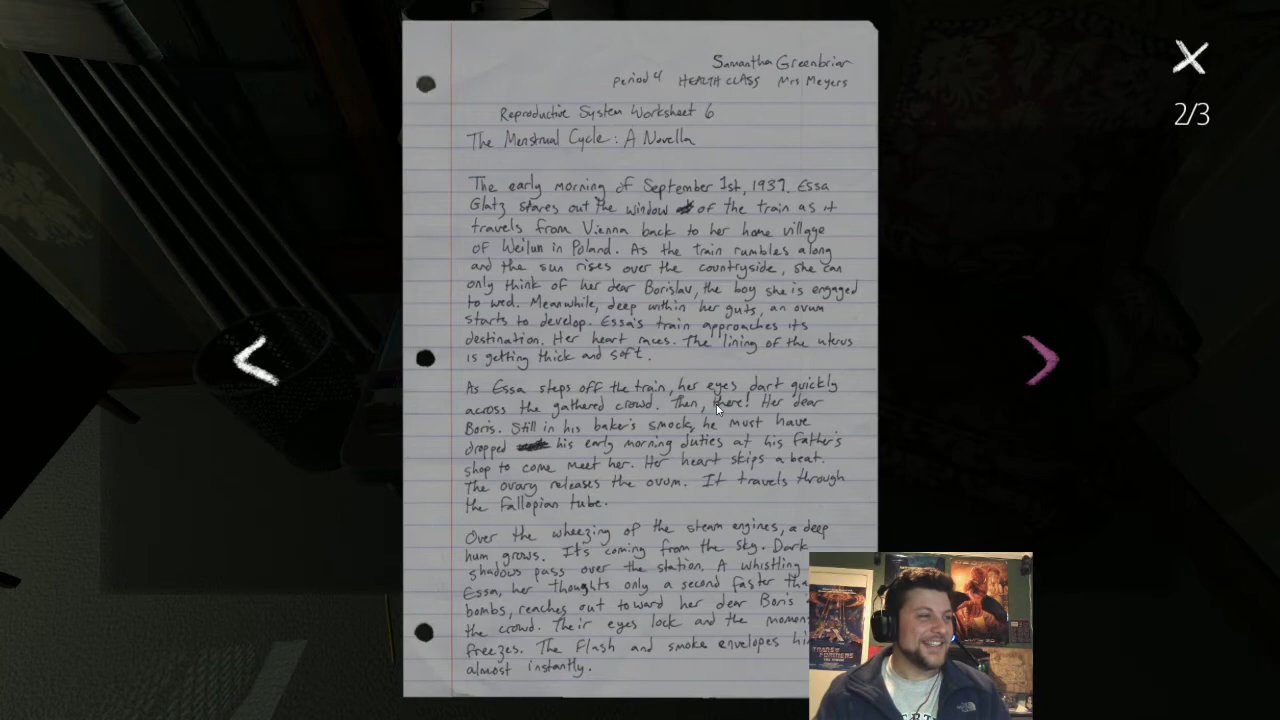 Samantha Greenbriar
period 4 HEALTH CLASS Mrs Meyers
Reproductive System Worksheet 6
The Menstrual Cycle: A Novella
The early morning of September 1st, 1937. Essa
Glatz stares out the window of the train as it
travels from Vienna back to her home village
of Weilun in Poland. As the train rumbles along
and the sun rises over the countryside, she can
only think of her dear Borislav, the boy she is engaged
to wed. Meanwhile, deep within her guts, an ovum
starts to develop. Essa's train approaches its
destination. Her heart races. The lining of the uterus
is getting thick and soft.
As Essa steps off the train, her eyes dart quickly
across the gathered crowd. Then, there! Her dear
Boris. Still in his baker's smock, he must have
dropped his early morning duties at his father's
shop to come meet her. Her heart skips a beat.
The ovary releases the ovum. It travels through
the fallopian tube.
Over the wheezing of the steam engines, a deep
hum grows. It's coming from the sky. Dark
shadows pass over the station. A whistling
Essa, her thoughts only a second faster
bombs, reaches out toward her dear Boris
the crowd. Their eyes lock and the
freezes. The flash and smoke envelopes
almost instantly.
2/3
TRANSFORMERS